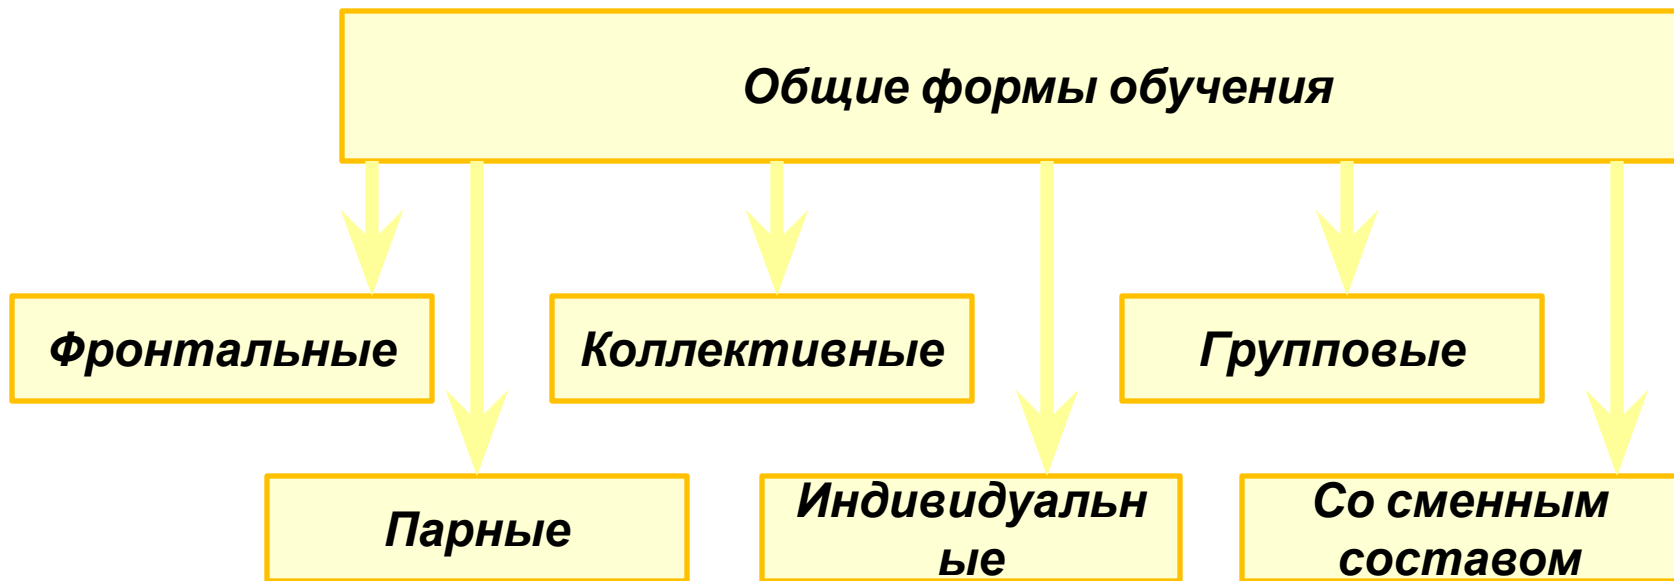 Общие формы обучения
Фронтальные
Коллективные
Групповые
Парные
Индивидуальн
ые
Со сменным
составом